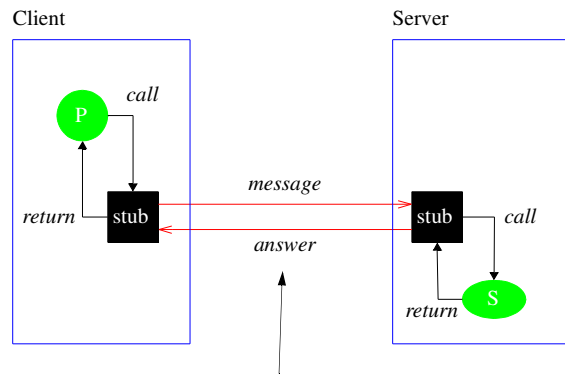 Client
Server
call
P
message
return
stub
stub
call
answer
S
return